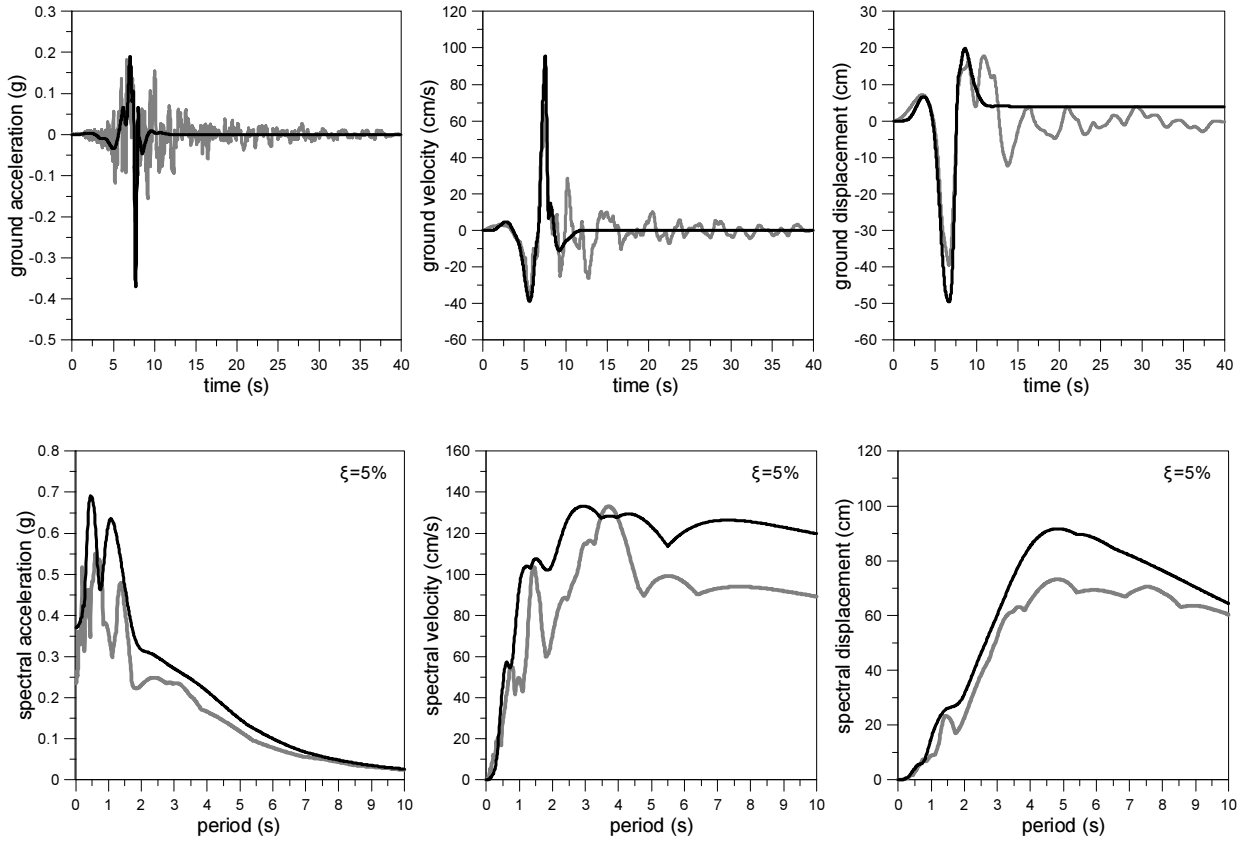 0.3
0.2
0.1
0
-0.1
-0.2
-0.3
-0.4
-0.5
ground acceleration (g)
0 5 10 15 20 25 30 35 40
time (s)
120
100
80
60
40
20
0
-20
-40
-60
ground velocity (cm/s)
0 5 10 15 20 25 30 35 40
time (s)
30
20
10
0
-10
-20
-30
-40
-50
-60
ground displacement (cm)
0 5 10 15 20 25 30 35 40
time (s)
0.8
0.7
0.6
0.5
0.4
0.3
0.2
0.1
0
spectral acceleration (g)
ξ=5%
0 1 2 3 4 5 6 7 8 9 10
period (s)
160
140
120
100
80
60
40
20
0
spectral velocity (cm/s)
ξ=5%
0 1 2 3 4 5 6 7 8 9 10
period (s)
120
100
80
60
40
20
0
spectral displacement (cm)
ξ=5%
0 1 2 3 4 5 6 7 8 9 10
period (s)